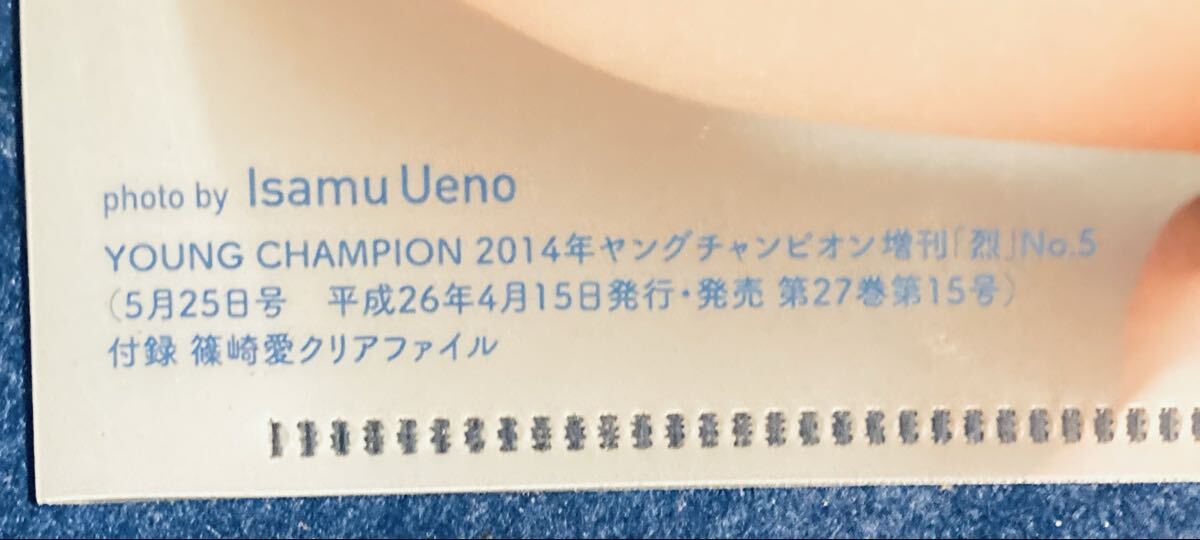 photo by Isamu Ueno
YOUNG CHAMPION 2014年ヤングチャンピオン増刊「烈」No.5
（5月25日号　平成26年4月15日発行・発売 第27巻第15号）
付録 篠崎愛クリアファイル